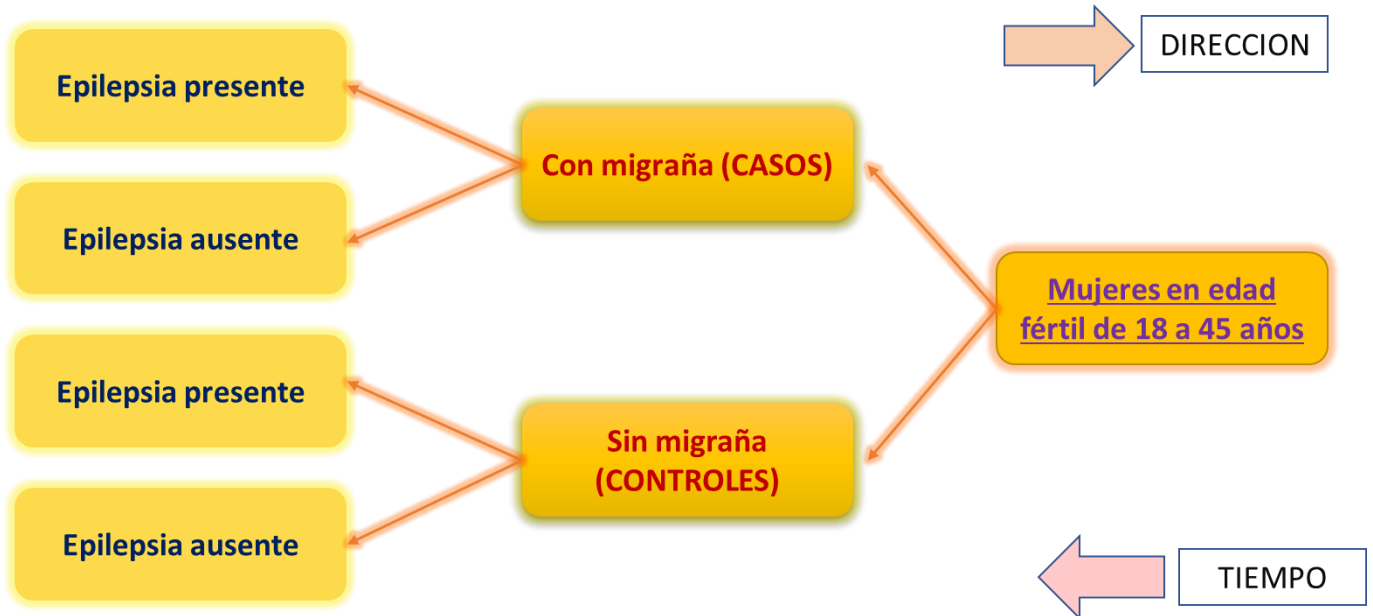 Epilepsia presente
Epilepsia ausente
Epilepsia presente
Epilepsia ausente
Con migraña (CASOS)
Sin migraña
(CONTROLES)
DIRECCION
Mujeres en edad
fértil de 18 a 45 años
TIEMPO